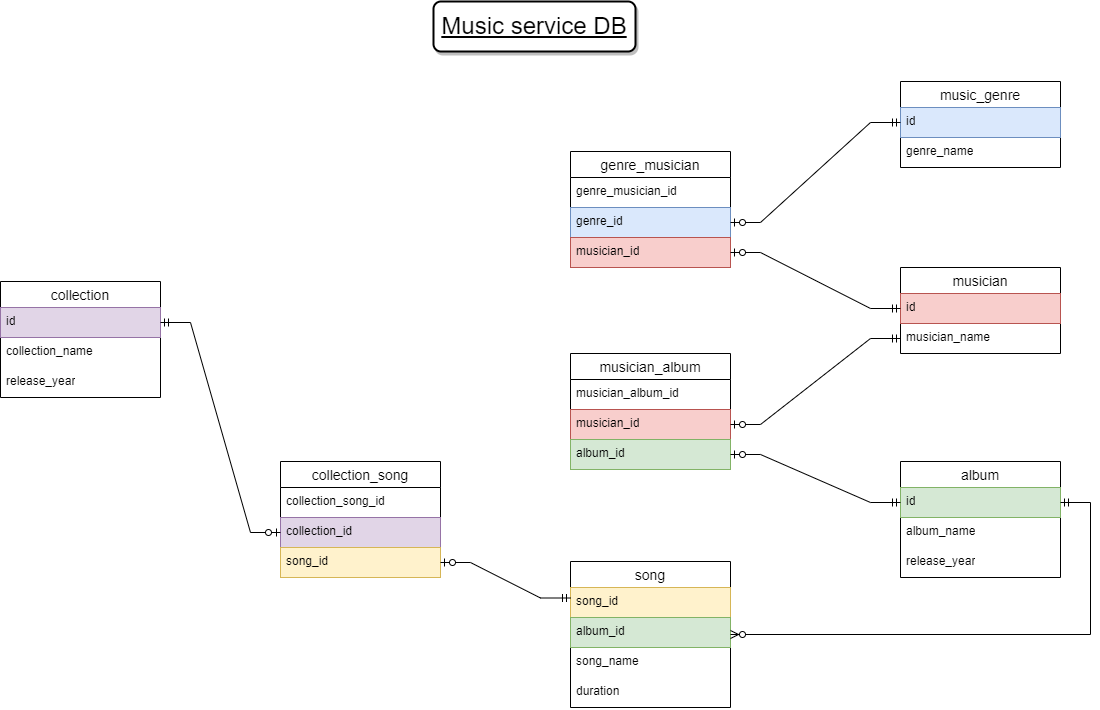 Music service DB
music_genre
id
genre_name
genre_musician
genre_musician_id
genre_id
musician_id
musician
id
musician_name
collection
id
collection_name
release_year
musician_album
musician_album_id
musician_id
album_id
collection_song
collection_song_id
collection_id
song_id
album
id
album_name
release_year
song
song_id
album_id
song_name
duration